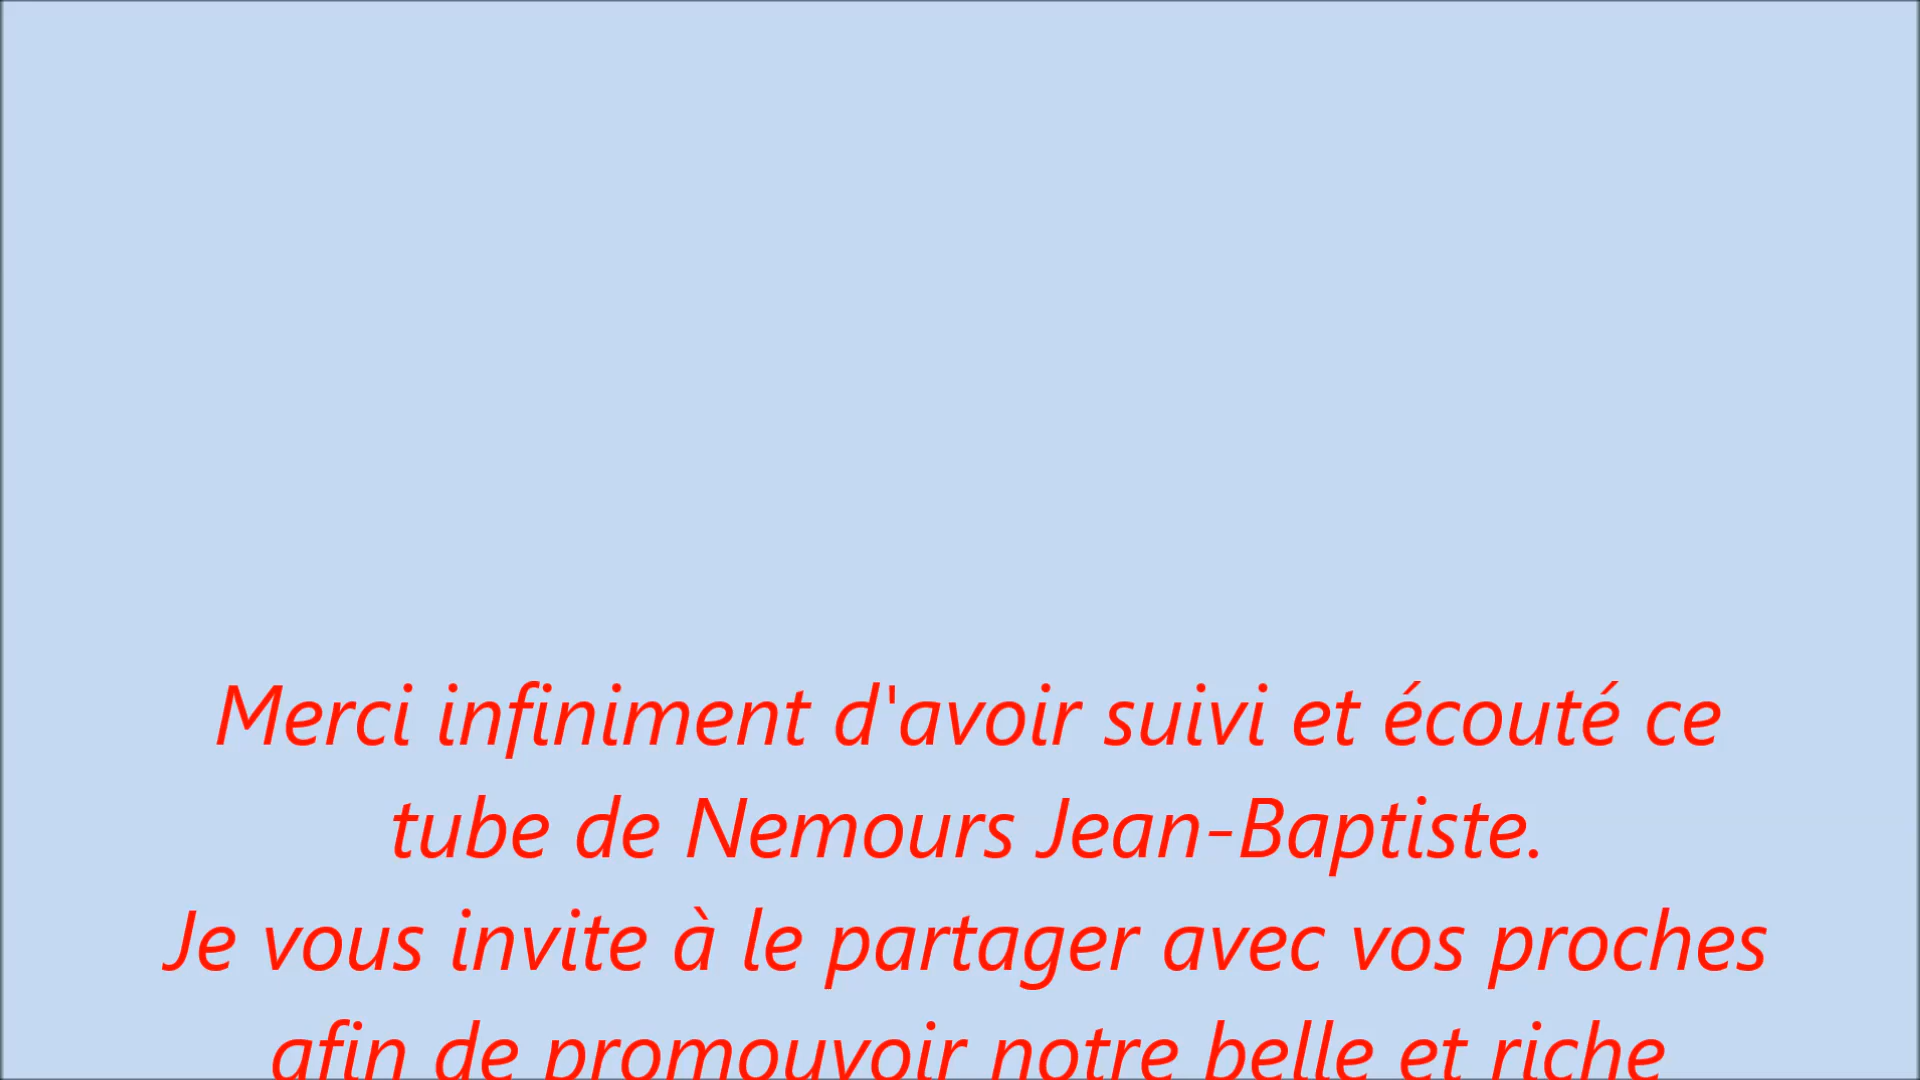 Merci infiniment d'avoir suivi et écouté ce
tube de Nemours Jean-Baptiste.
Je vous invite à le partager avec vos proches
afin de promouvoir notre belle et riche